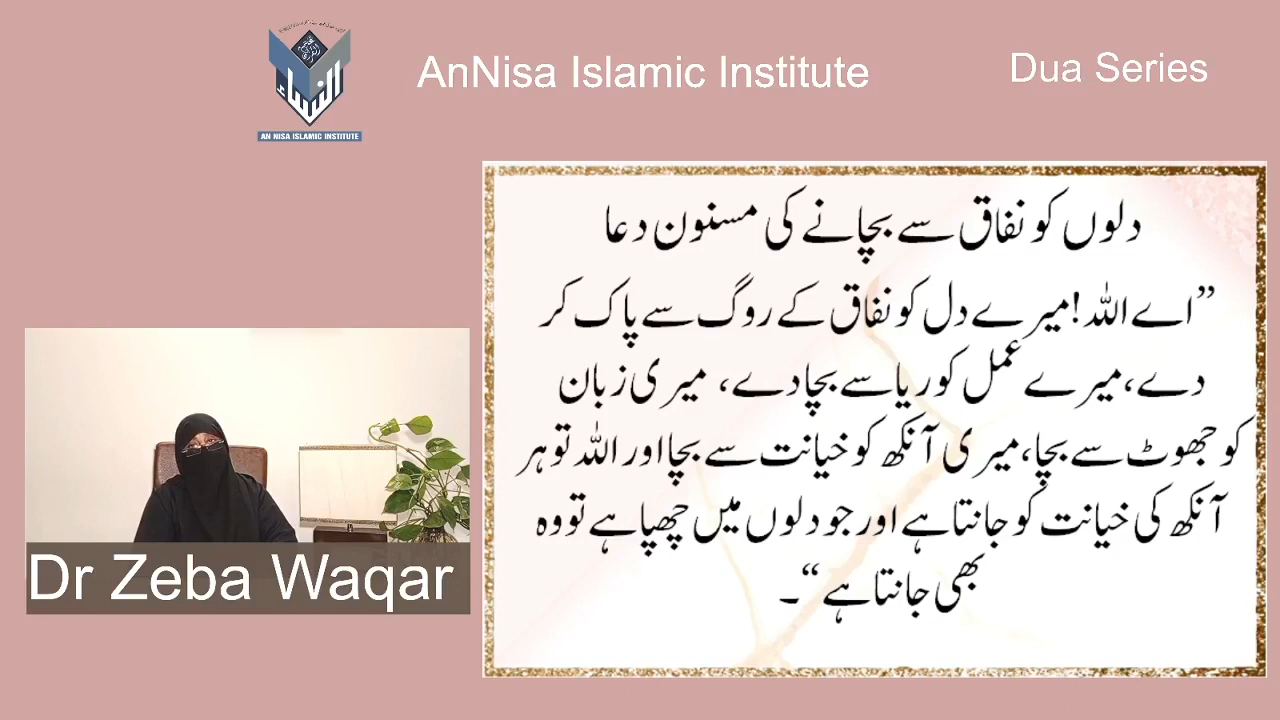 AnNisa Islamic Institute
Dua Series
النساء
AN NISA ISLAMIC INSTITUTE
دلوں کو نفاق سے بچانے کی مسنون دعا
”اے اللہ! میرے دل کو نفاق کے روگ سے پاک کر
دے، میرے عمل کو ریا سے بچا دے، میری زبان
کو جھوٹ سے بچا، میری آنکھ کو خیانت سے بچا اور اللہ تو ہر
آنکھ کی خیانت کو جانتا ہے اور جو دلوں میں چھپا ہے تو وہ
بھی جانتا ہے“۔
Dr Zeba Waqar